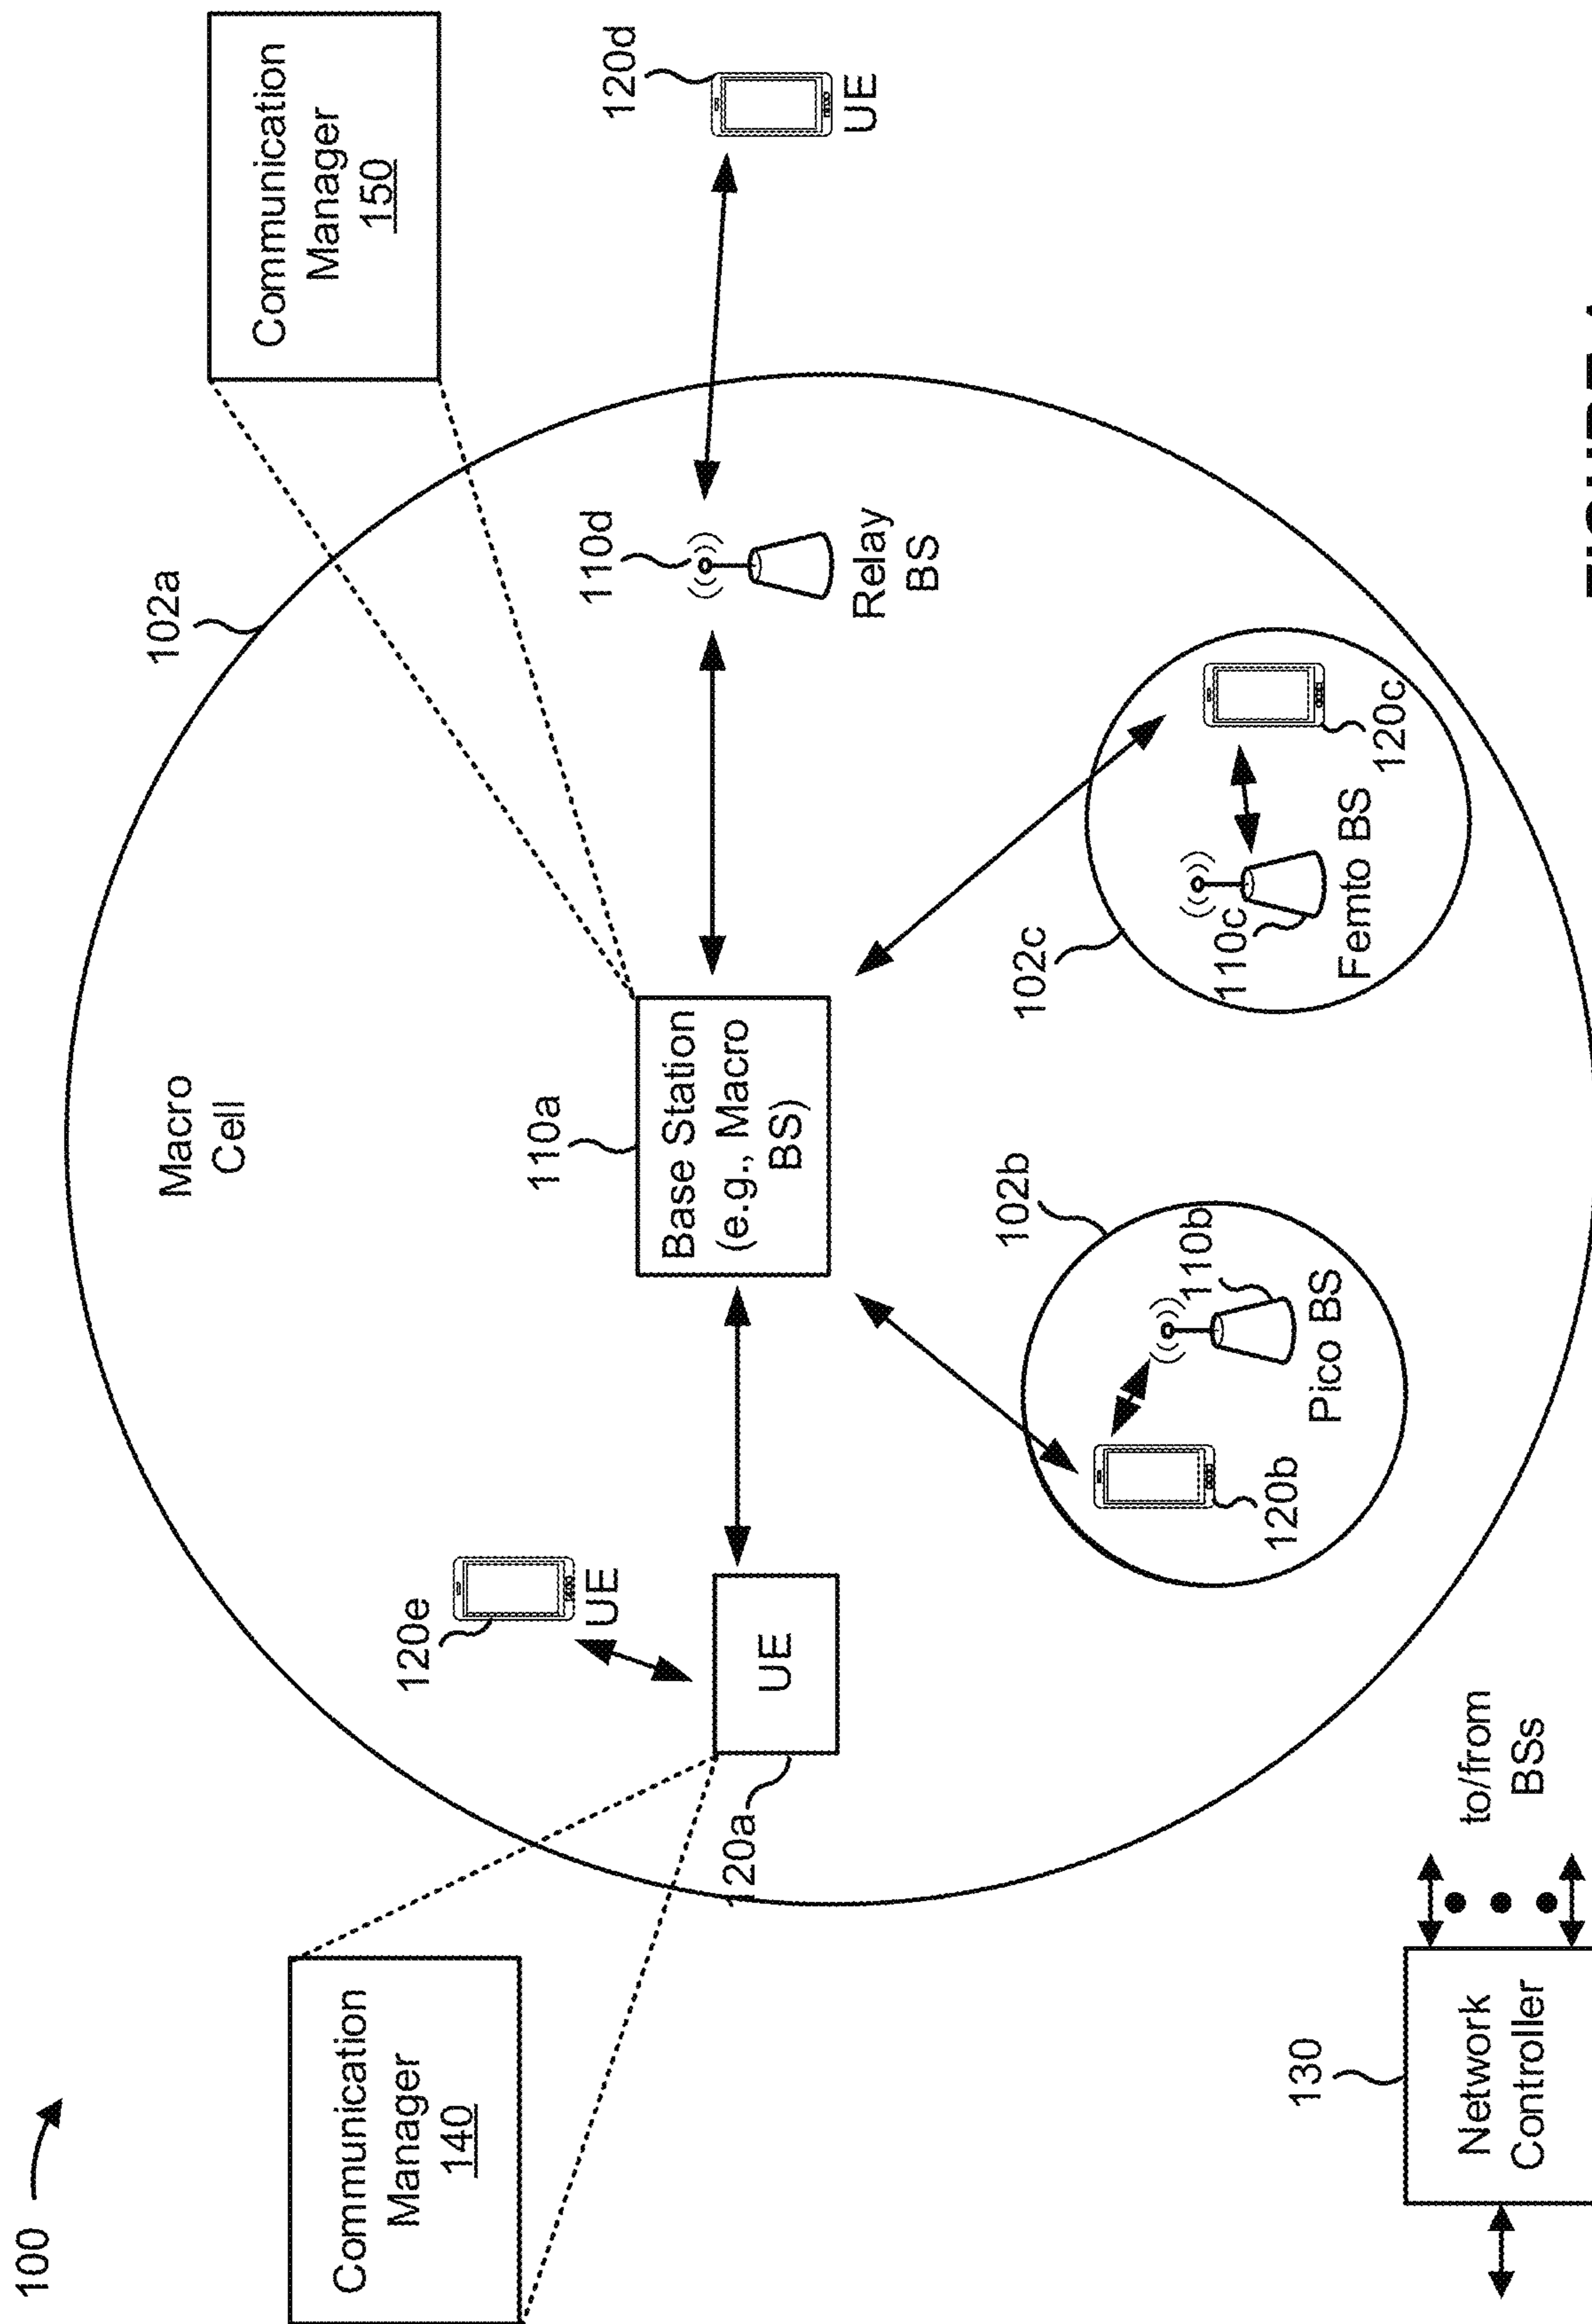 100
Communication
Manager
140
Communication
Manager
150
102a
Macro
Cell
120e
UE
110a
Base Station
(e.g., Macro
BS)
110d
Relay
BS
120d
UE
UE
120a
102b
110b
Pico BS
120b
102c
110c
Femto BS
120c
130
Network
Controller
to/from
BSs